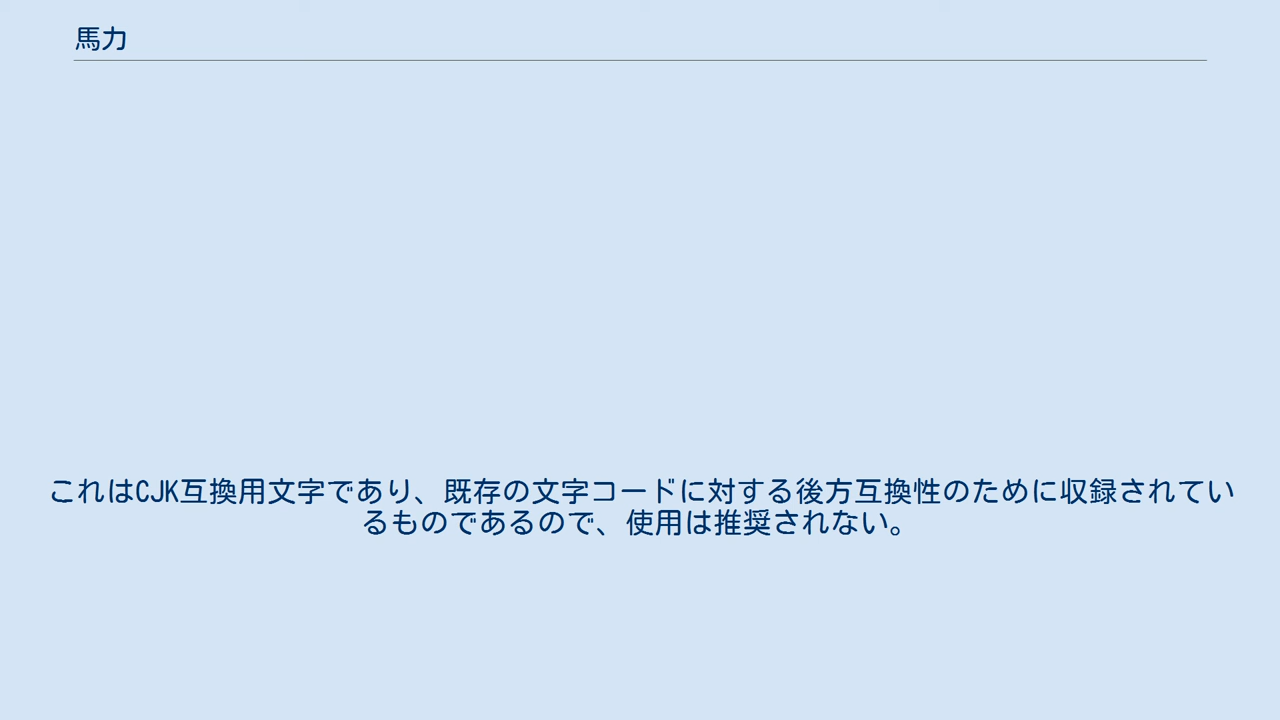 馬力
これはCJK互換用文字であり、既存の文字コードに対する後方互換性のために収録されてい
るものであるので、使用は推奨されない。